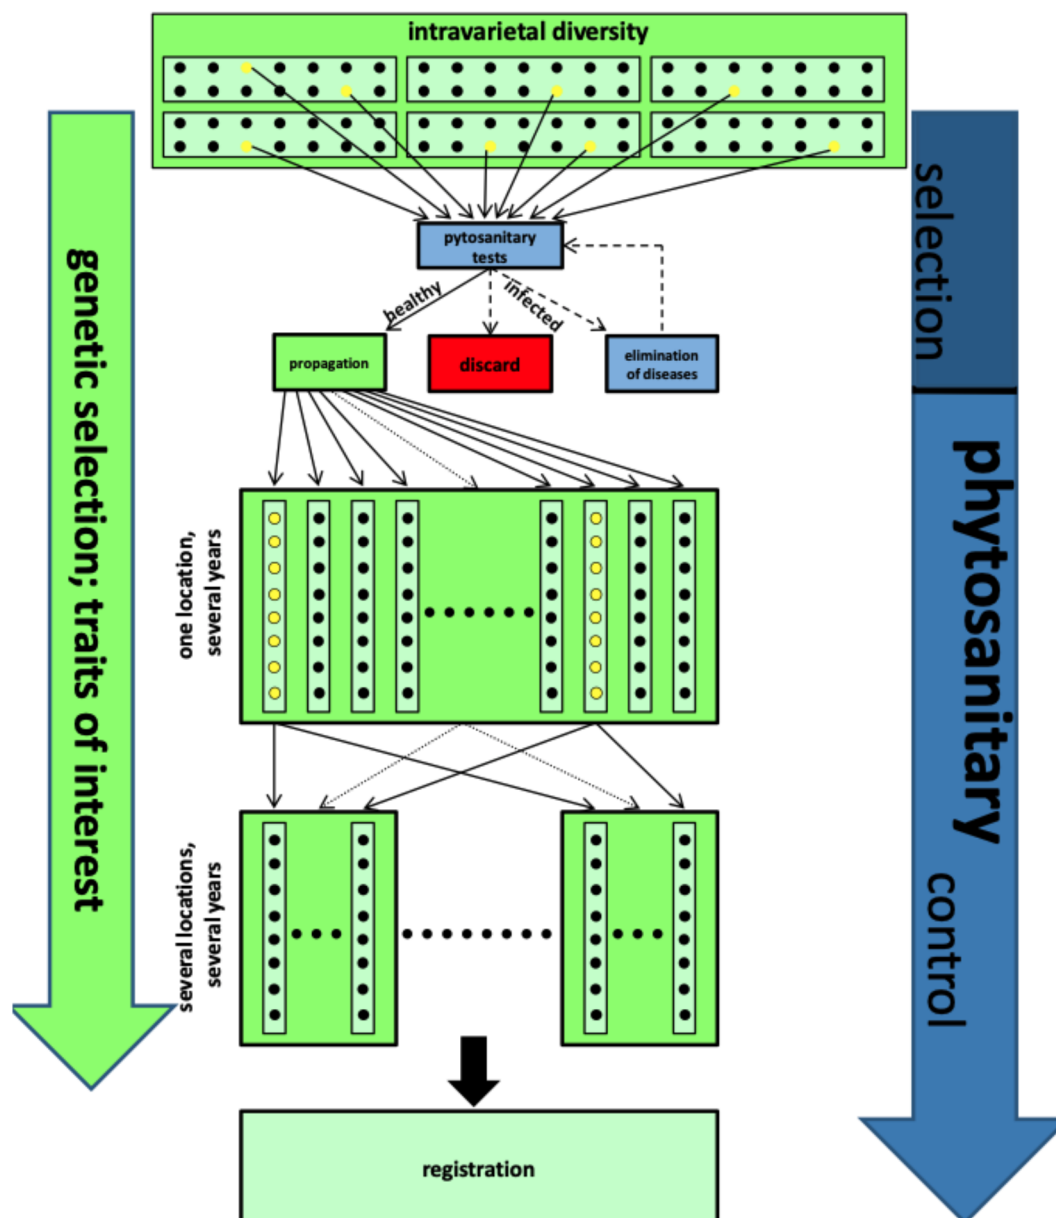 intravarietal diversity
pytosanitary
tests
healthy
infected
propagation
discard
elimination
of diseases
one location,
several years
several locations,
several years
registration
genetic selection; traits of interest
selection
phytosanitary
control